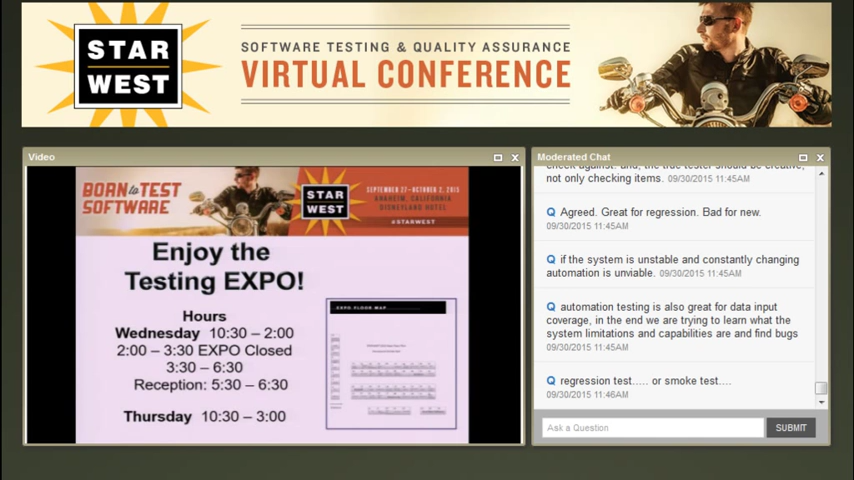 STAR
WEST
SOFTWARE TESTING & QUALITY ASSURANCE
VIRTUAL CONFERENCE
Video
BORN to TEST
SOFTWARE
STAR
WEST
SEPTEMBER 27–OCTOBER 2, 2015
ANAHEIM, CALIFORNIA
DISNEYLAND HOTEL
#STARWEST
Enjoy the
Testing EXPO!
Hours
Wednesday 10:30 – 2:00
2:00 – 3:30 EXPO Closed
3:30 – 6:30
Reception: 5:30 – 6:30
Thursday 10:30 – 3:00
EXPO FLOOR MAP
Moderated Chat
check against. and, the true tester should be creative,
not only checking items. 09/30/2015 11:45AM
Q Agreed. Great for regression. Bad for new.
09/30/2015 11:45AM
Q if the system is unstable and constantly changing
automation is unviable. 09/30/2015 11:45AM
Q automation testing is also great for data input
coverage, in the end we are trying to learn what the
system limitations and capabilities are and find bugs
09/30/2015 11:45AM
Q regression test..... or smoke test....
09/30/2015 11:46AM
Ask a Question
SUBMIT